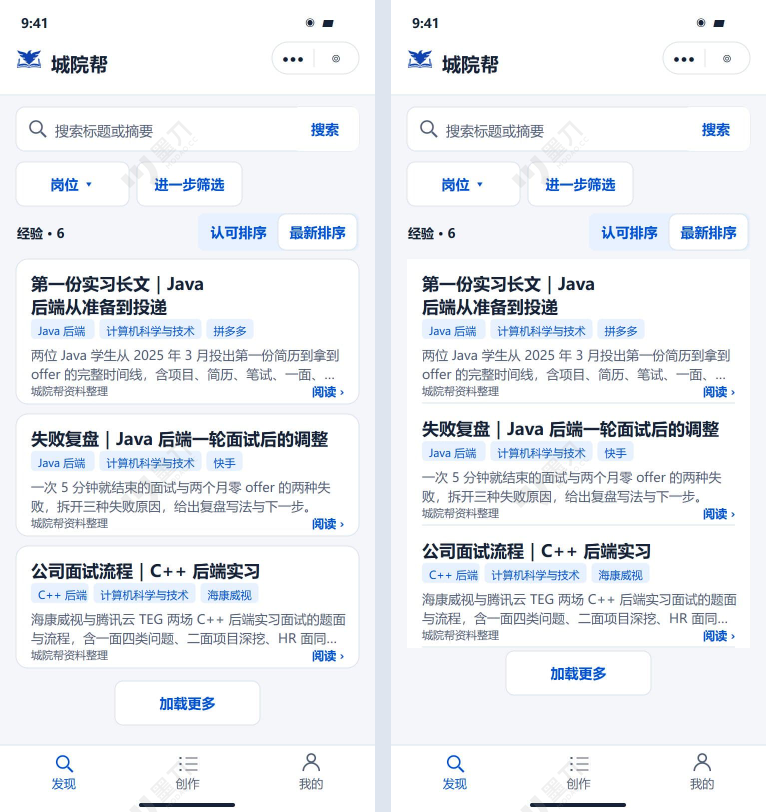 9:41
城院帮
搜索标题或摘要
搜索
岗位
进一步筛选
经验·6
认可排序
最新排序
第一份实习长文｜Java
后端从准备到投递
Java 后端
计算机科学与技术
拼多多
两位 Java 学生从 2025 年 3 月投出第一份简历到拿到
offer 的完整时间线，含项目、简历、笔试、一面、...
城院帮资料整理
阅读 ›
失败复盘｜Java 后端一轮面试后的调整
Java 后端
计算机科学与技术
快手
一次 5 分钟就结束的面试与两个月零 offer 的两种失
败，拆开三种失败原因，给出复盘写法与下一步。
城院帮资料整理
阅读 ›
公司面试流程｜C++ 后端实习
C++ 后端
计算机科学与技术
海康威视
海康威视与腾讯云 TEG 两场 C++ 后端实习面试的题面
与流程，含一面四类问题、二面项目深挖、HR 面同...
城院帮资料整理
阅读 ›
加载更多
发现
创作
我的
9:41
城院帮
搜索标题或摘要
搜索
岗位
进一步筛选
经验·6
认可排序
最新排序
第一份实习长文｜Java
后端从准备到投递
Java 后端
计算机科学与技术
拼多多
两位 Java 学生从 2025 年 3 月投出第一份简历到拿到
offer 的完整时间线，含项目、简历、笔试、一面、...
城院帮资料整理
阅读 ›
失败复盘｜Java 后端一轮面试后的调整
Java 后端
计算机科学与技术
快手
一次 5 分钟就结束的面试与两个月零 offer 的两种失
败，拆开三种失败原因，给出复盘写法与下一步。
城院帮资料整理
阅读 ›
公司面试流程｜C++ 后端实习
C++ 后端
计算机科学与技术
海康威视
海康威视与腾讯云 TEG 两场 C++ 后端实习面试的题面
与流程，含一面四类问题、二面项目深挖、HR 面同...
城院帮资料整理
阅读 ›
加载更多
发现
创作
我的